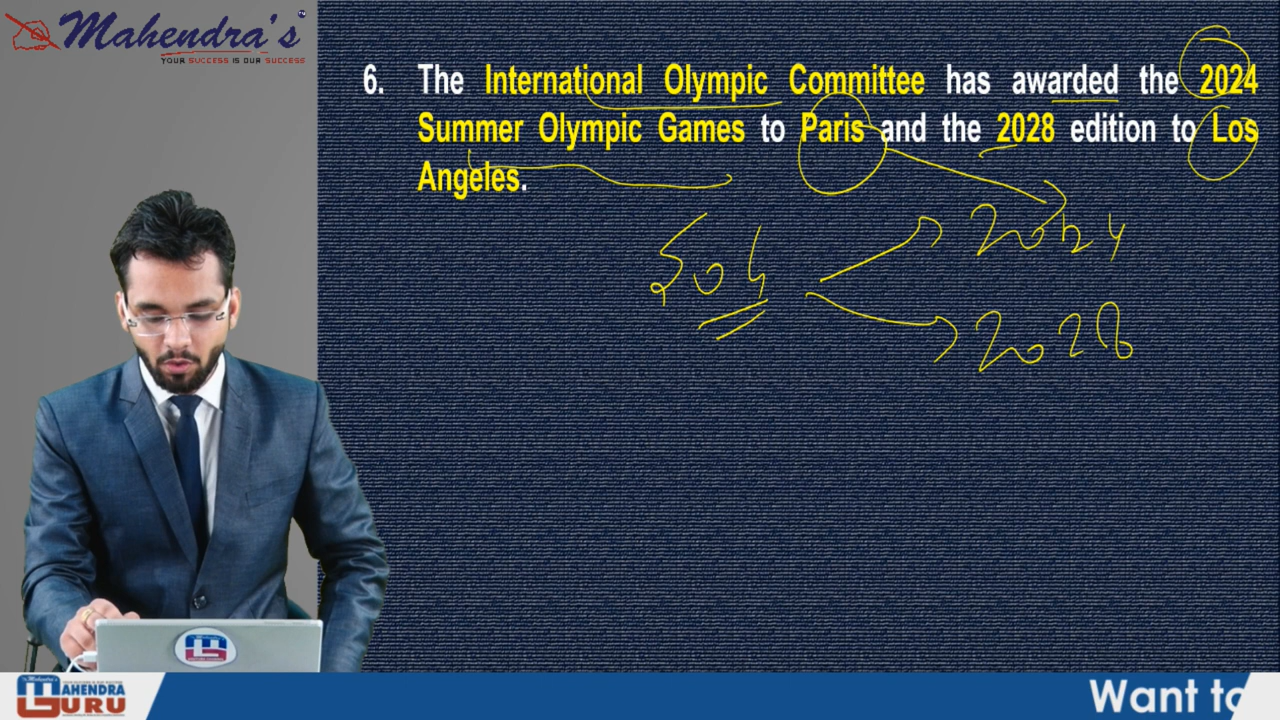 Mahendra's
YOUR SUCCESS IS OUR SUCCESS
6. The International Olympic Committee has awarded the 2024
Summer Olympic Games to Paris and the 2028 edition to Los
Angeles.
2024
2028
MAHENDRA
GURU
Want to